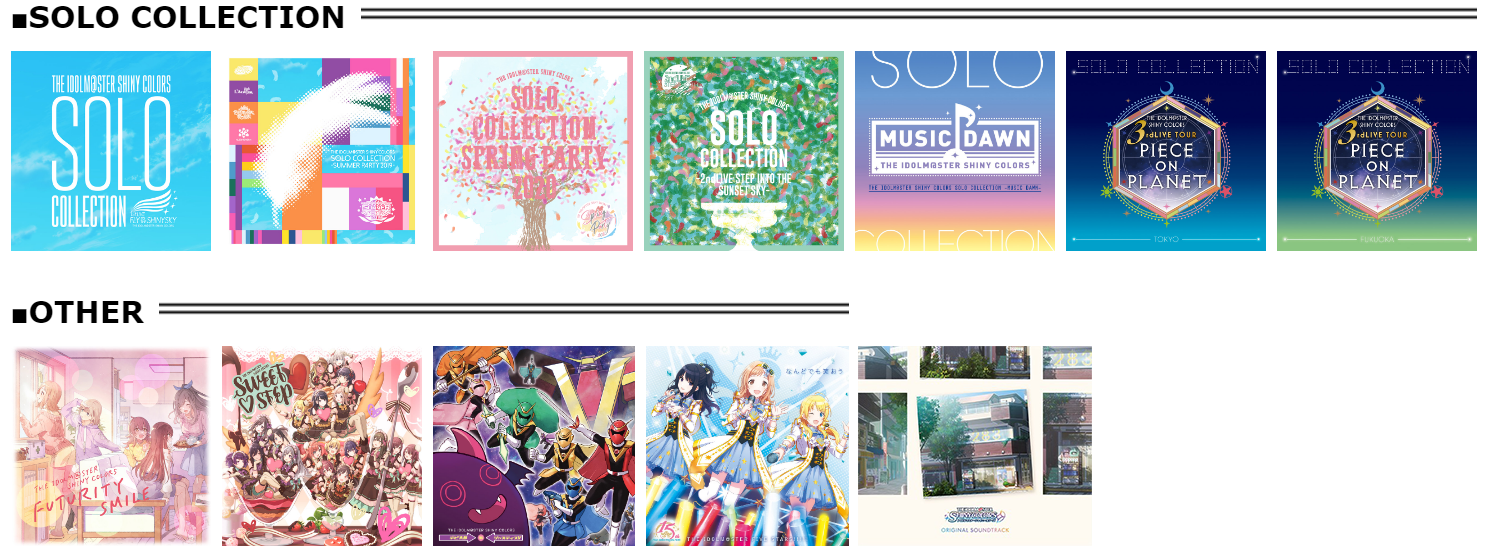 ■SOLO COLLECTION
THE IDOLM@STER SHINY COLORS
SOLO
COLLECTION
FLY TO THE SHINY SKY
THE IDOLM@STER SHINY COLORS
SOLO COLLECTION
-SUMMER PARTY 2019-
THE IDOLM@STER SHINY COLORS
SOLO
COLLECTION
SPRING PARTY
2020
THE IDOLM@STER SHINY COLORS
SOLO
COLLECTION
-2ndLIVE STEP INTO THE
SUNSET SKY-
SOLO
MUSIC DAWN
THE IDOLM@STER SHINY COLORS
THE IDOLM@STER SHINY COLORS SOLO COLLECTION -MUSIC DAWN-
COLLECTION
SOLO COLLECTION
THE IDOLM@STER
SHINY COLORS
3rdLIVE TOUR
PIECE
ON
PLANET
TOKYO
SOLO COLLECTION
THE IDOLM@STER
SHINY COLORS
3rdLIVE TOUR
PIECE
ON
PLANET
FUKUOKA
■OTHER
THE IDOLM@STER
SHINY COLORS
FUTURITY
SMILE
SWEET
STEP
THE IDOLM@STER SHINY COLORS
なんどでも笑おう
15
THE IDOLM@STER
SHINY COLORS
ORIGINAL SOUNDTRACK